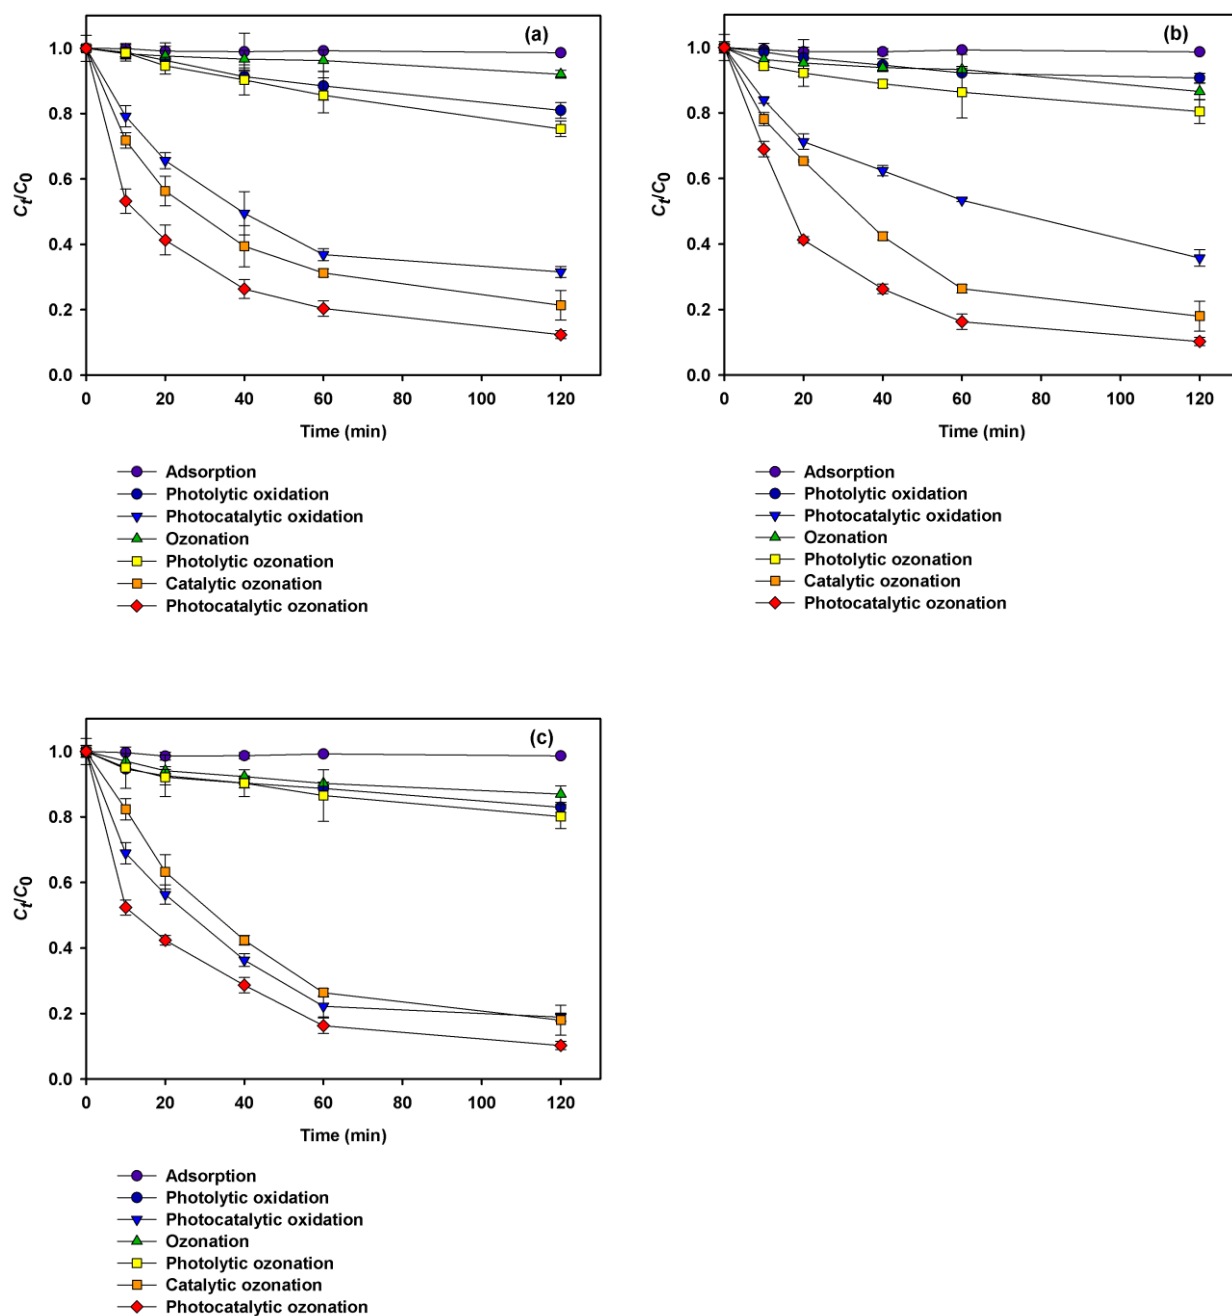 (a)
1.0
0.8
0.6
0.4
0.2
0.0
Ct/C0
0 20 40 60 80 100 120
Time (min)
Adsorption
Photolytic oxidation
Photocatalytic oxidation
Ozonation
Photolytic ozonation
Catalytic ozonation
Photocatalytic ozonation
(b)
1.0
0.8
0.6
0.4
0.2
0.0
Ct/C0
0 20 40 60 80 100 120
Time (min)
Adsorption
Photolytic oxidation
Photocatalytic oxidation
Ozonation
Photolytic ozonation
Catalytic ozonation
Photocatalytic ozonation
(c)
1.0
0.8
0.6
0.4
0.2
0.0
Ct/C0
0 20 40 60 80 100 120
Time (min)
Adsorption
Photolytic oxidation
Photocatalytic oxidation
Ozonation
Photolytic ozonation
Catalytic ozonation
Photocatalytic ozonation